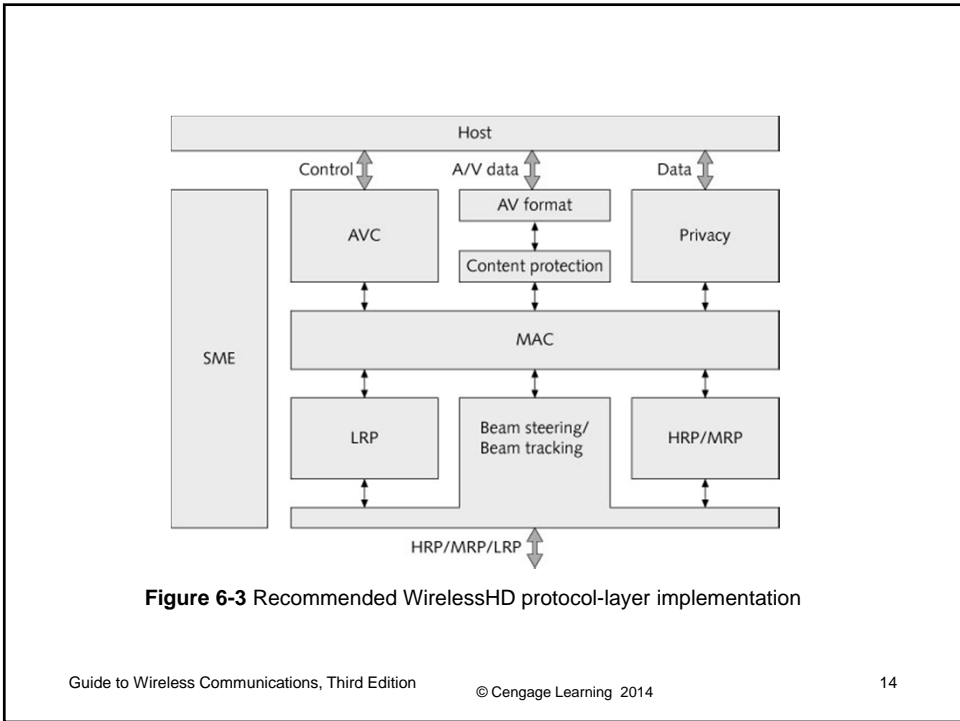 Host
Control
A/V data
Data
SME
AVC
AV format
Content protection
Privacy
MAC
LRP
Beam steering/
Beam tracking
HRP/MRP
HRP/MRP/LRP
Figure 6-3 Recommended WirelessHD protocol-layer implementation
Guide to Wireless Communications, Third Edition
© Cengage Learning 2014
14